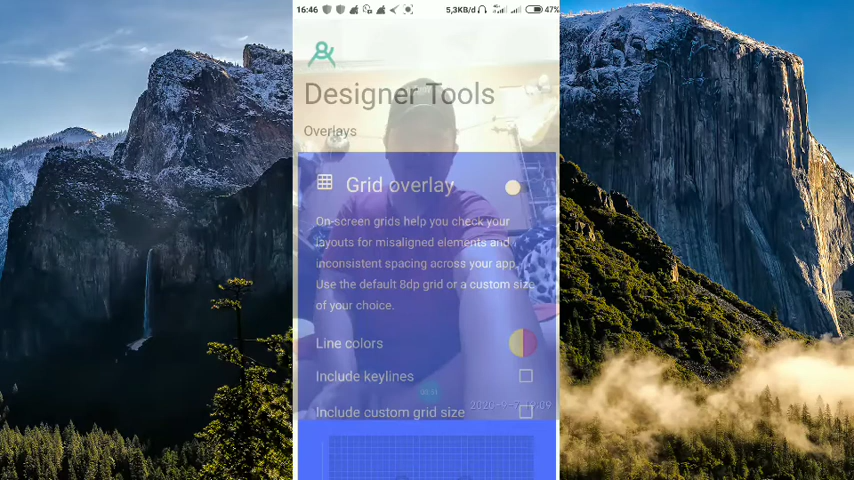 16:46 5,3KB/d 47%
Designer Tools
Overlays
Grid overlay
On-screen grids help you check your
layouts for misaligned elements and
inconsistent spacing across your app.
Use the default 8dp grid or a custom size
of your choice.
Line colors
Include keylines
Include custom grid size